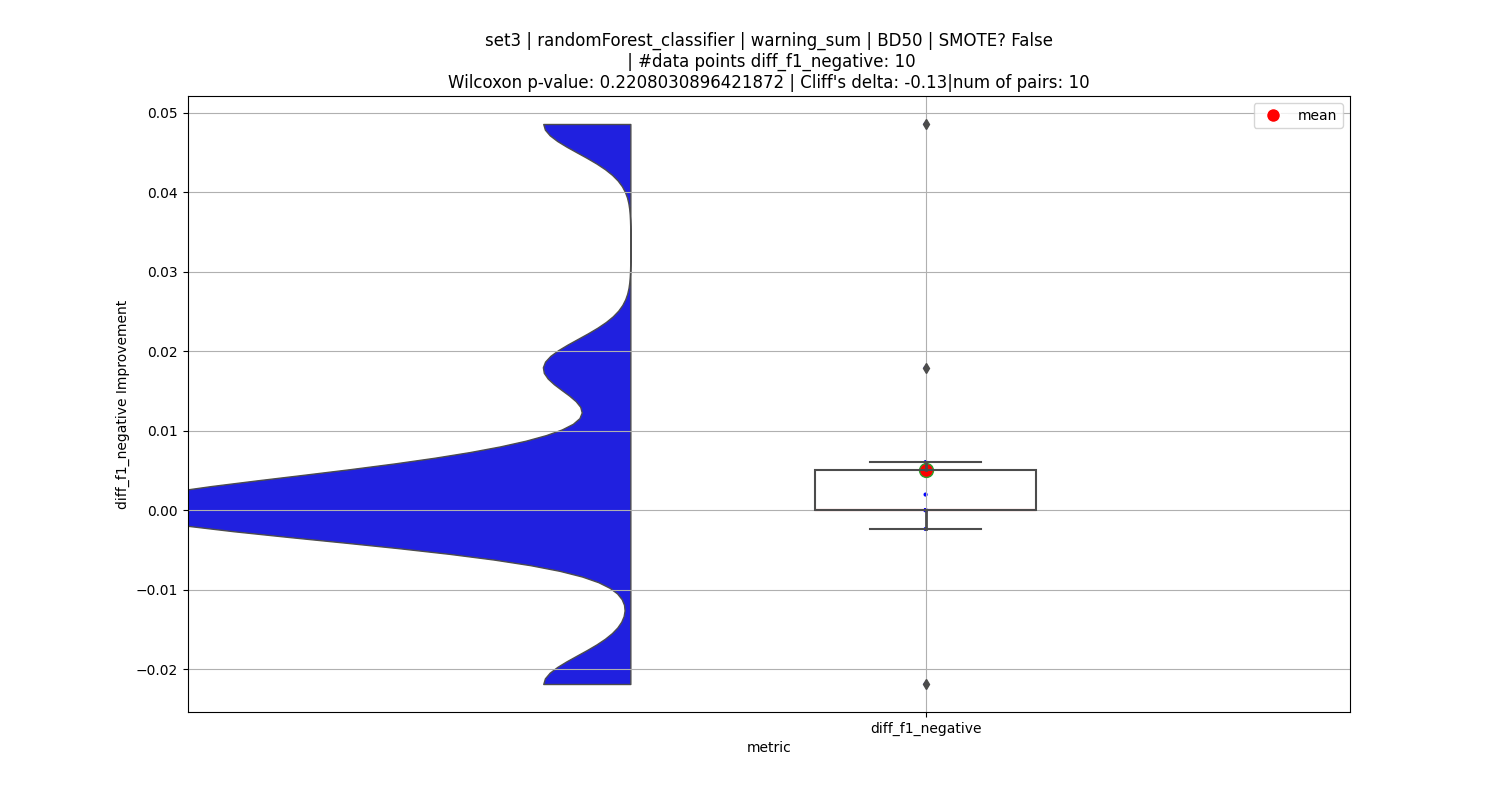 set3 | randomForest_classifier | warning_sum | BD50 | SMOTE? False
| #data points diff_f1_negative: 10
Wilcoxon p-value: 0.2208030896421872 | Cliff's delta: -0.13|num of pairs: 10
mean
0.05
0.04
0.03
0.02
0.01
0.00
−0.01
−0.02
diff_f1_negative Improvement
diff_f1_negative
metric